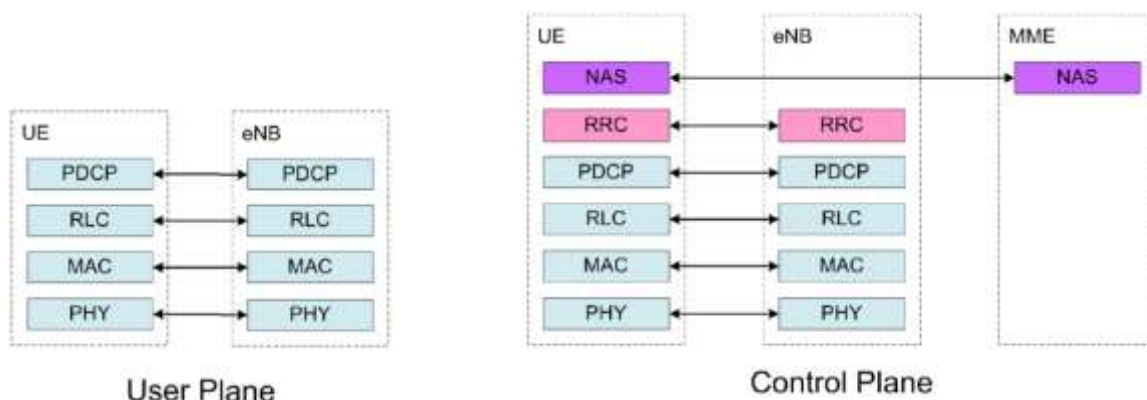 UE eNB
PDCP PDCP
RLC RLC
MAC MAC
PHY PHY
User Plane
UE eNB MME
NAS NAS
RRC RRC
PDCP PDCP
RLC RLC
MAC MAC
PHY PHY
Control Plane